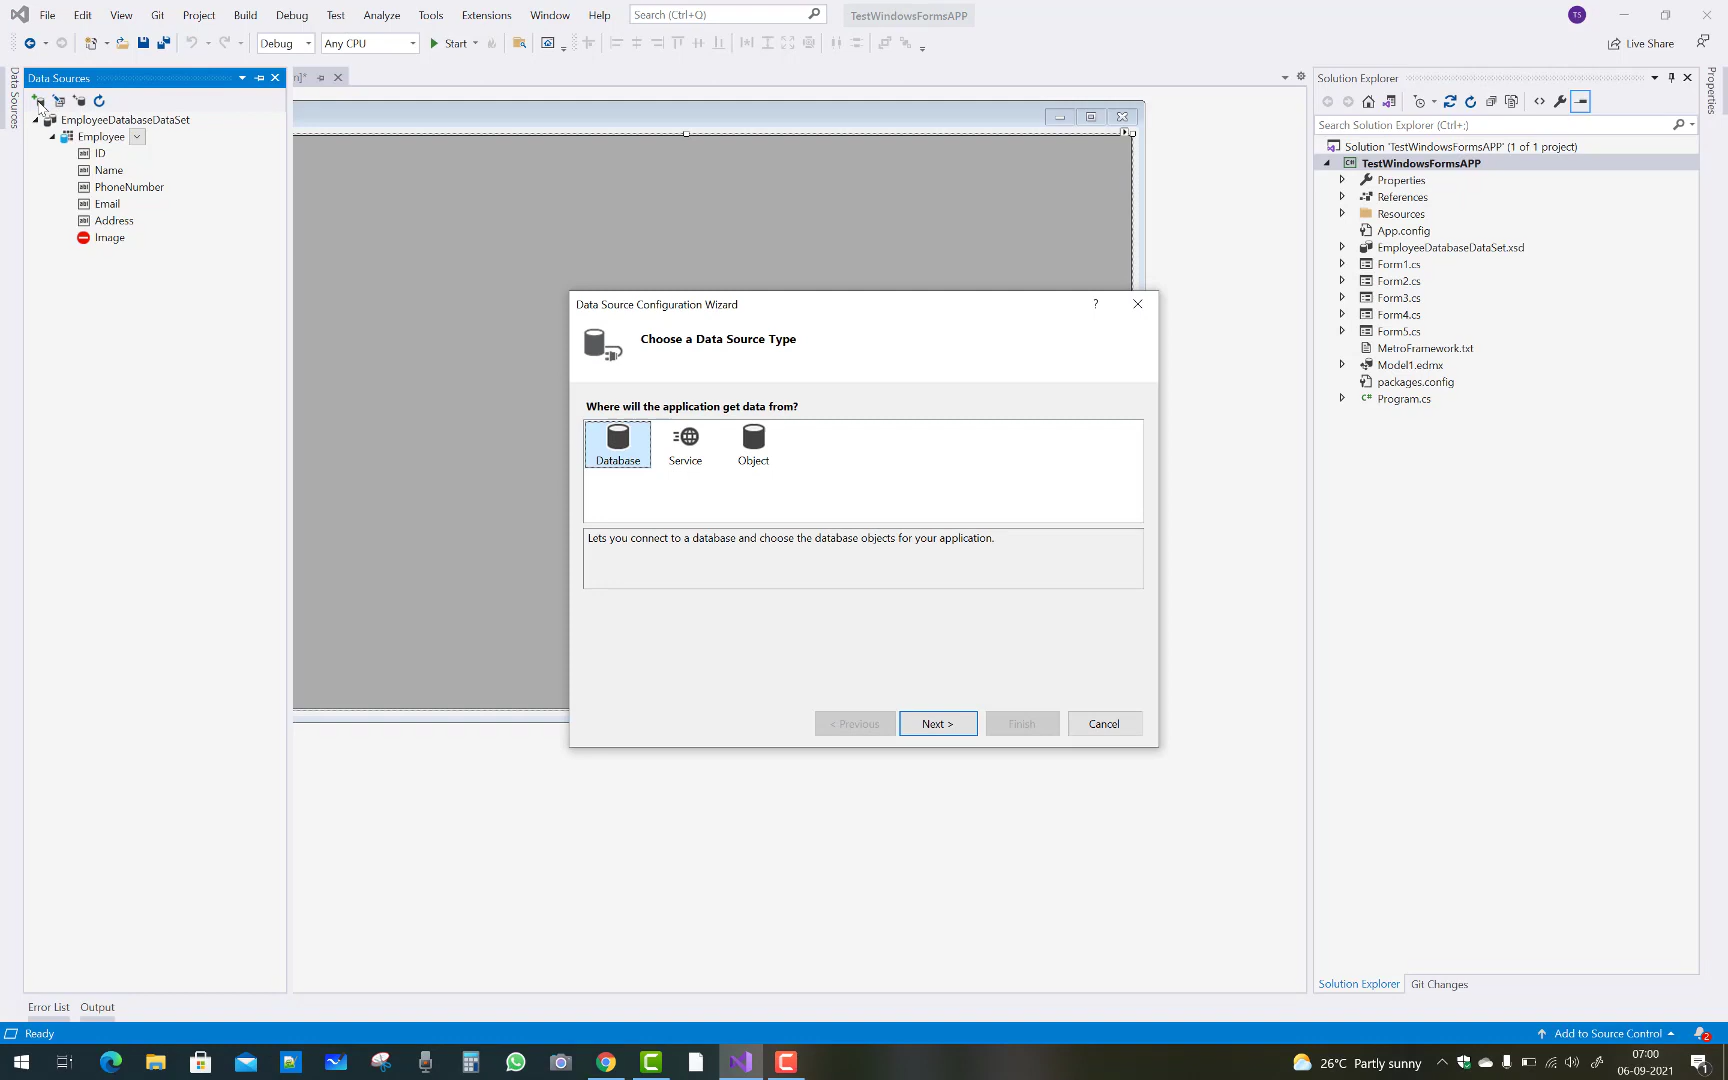 File Edit View Git Project Build Debug Test Analyze Tools Extensions Window Help Search (Ctrl+Q) TestWindowsFormsAPP TS
Debug Any CPU Start Live Share
Data Sources
Data Sources
n]*
EmployeeDatabaseDataSet
Employee
ID
Name
PhoneNumber
Email
Address
Image
Data Source Configuration Wizard ?
Choose a Data Source Type
Where will the application get data from?
Database Service Object
Lets you connect to a database and choose the database objects for your application.
< Previous Next > Finish Cancel
Solution Explorer
Search Solution Explorer (Ctrl+;)
Solution 'TestWindowsFormsAPP' (1 of 1 project)
TestWindowsFormsAPP
Properties
References
Resources
App.config
EmployeeDatabaseDataSet.xsd
Form1.cs
Form2.cs
Form3.cs
Form4.cs
Form5.cs
MetroFramework.txt
Model1.edmx
packages.config
C# Program.cs
Solution Explorer Git Changes
Properties
Error List Output
Ready Add to Source Control 2
26°C Partly sunny 07:00
06-09-2021 1